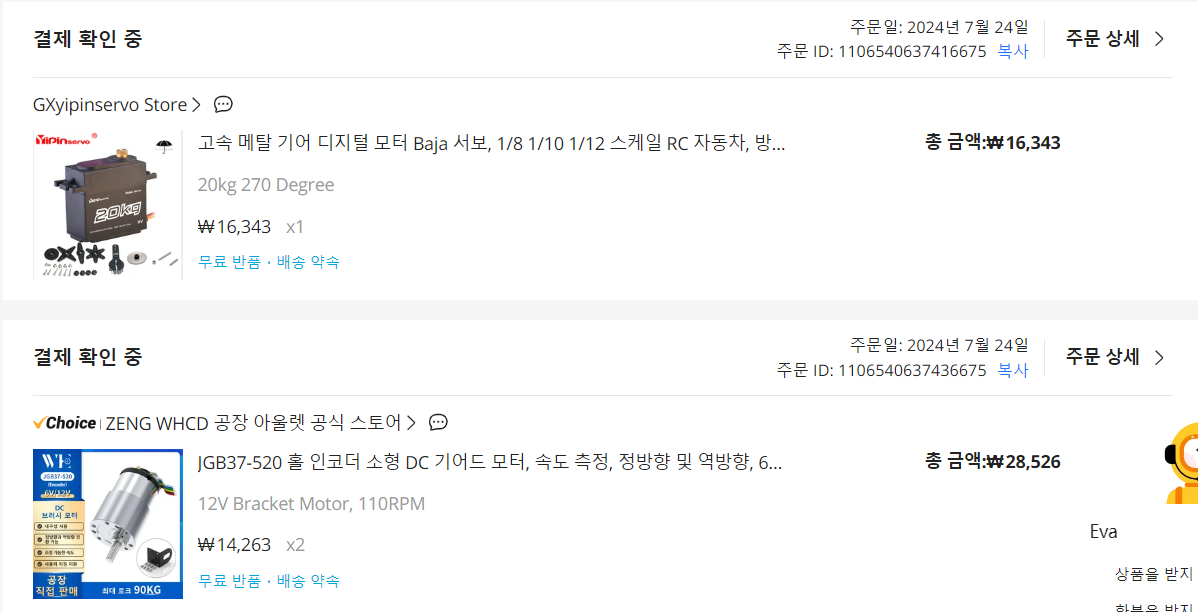 결제 확인 중
주문일: 2024년 7월 24일
주문 ID: 1106540637416675 복사
주문 상세
GXyipinservo Store
YiPinservo
20kg
고속 메탈 기어 디지털 모터 Baja 서보, 1/8 1/10 1/12 스케일 RC 자동차, 방...
총 금액:₩16,343
20kg 270 Degree
₩16,343 x1
무료 반품 · 배송 약속
결제 확인 중
주문일: 2024년 7월 24일
주문 ID: 1106540637436675 복사
주문 상세
Choice ZENG WHCD 공장 아울렛 공식 스토어
JGB37-520
(Encoder)
6V/12V
DC
브러시 모터
공장
직접_판매
최대 토크 90KG
JGB37-520 홀 인코더 소형 DC 기어드 모터, 속도 측정, 정방향 및 역방향, 6...
총 금액:₩28,526
12V Bracket Motor, 110RPM
₩14,263 x2
무료 반품 · 배송 약속
Eva
상품을 받지
환불을 받지